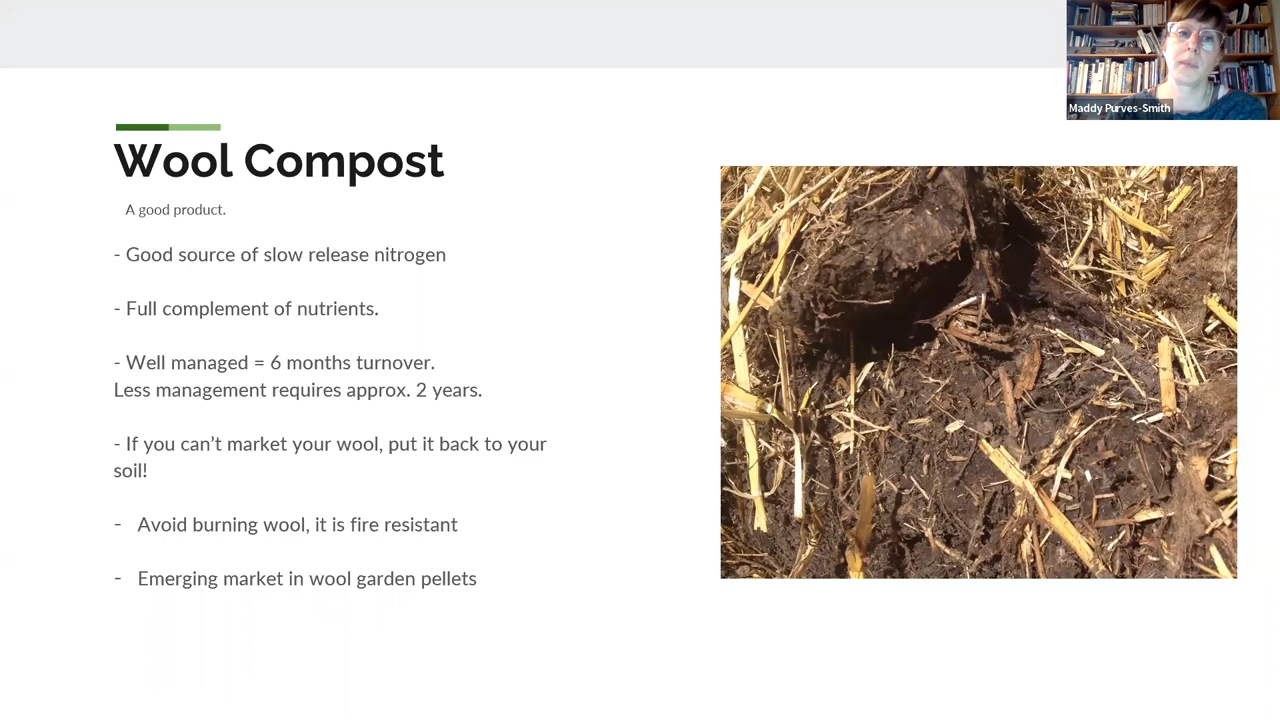 Maddy Purves-Smith
Wool Compost
A good product.
- Good source of slow release nitrogen
- Full complement of nutrients.
- Well managed = 6 months turnover.
Less management requires approx. 2 years.
- If you can’t market your wool, put it back to your
soil!
- Avoid burning wool, it is fire resistant
- Emerging market in wool garden pellets